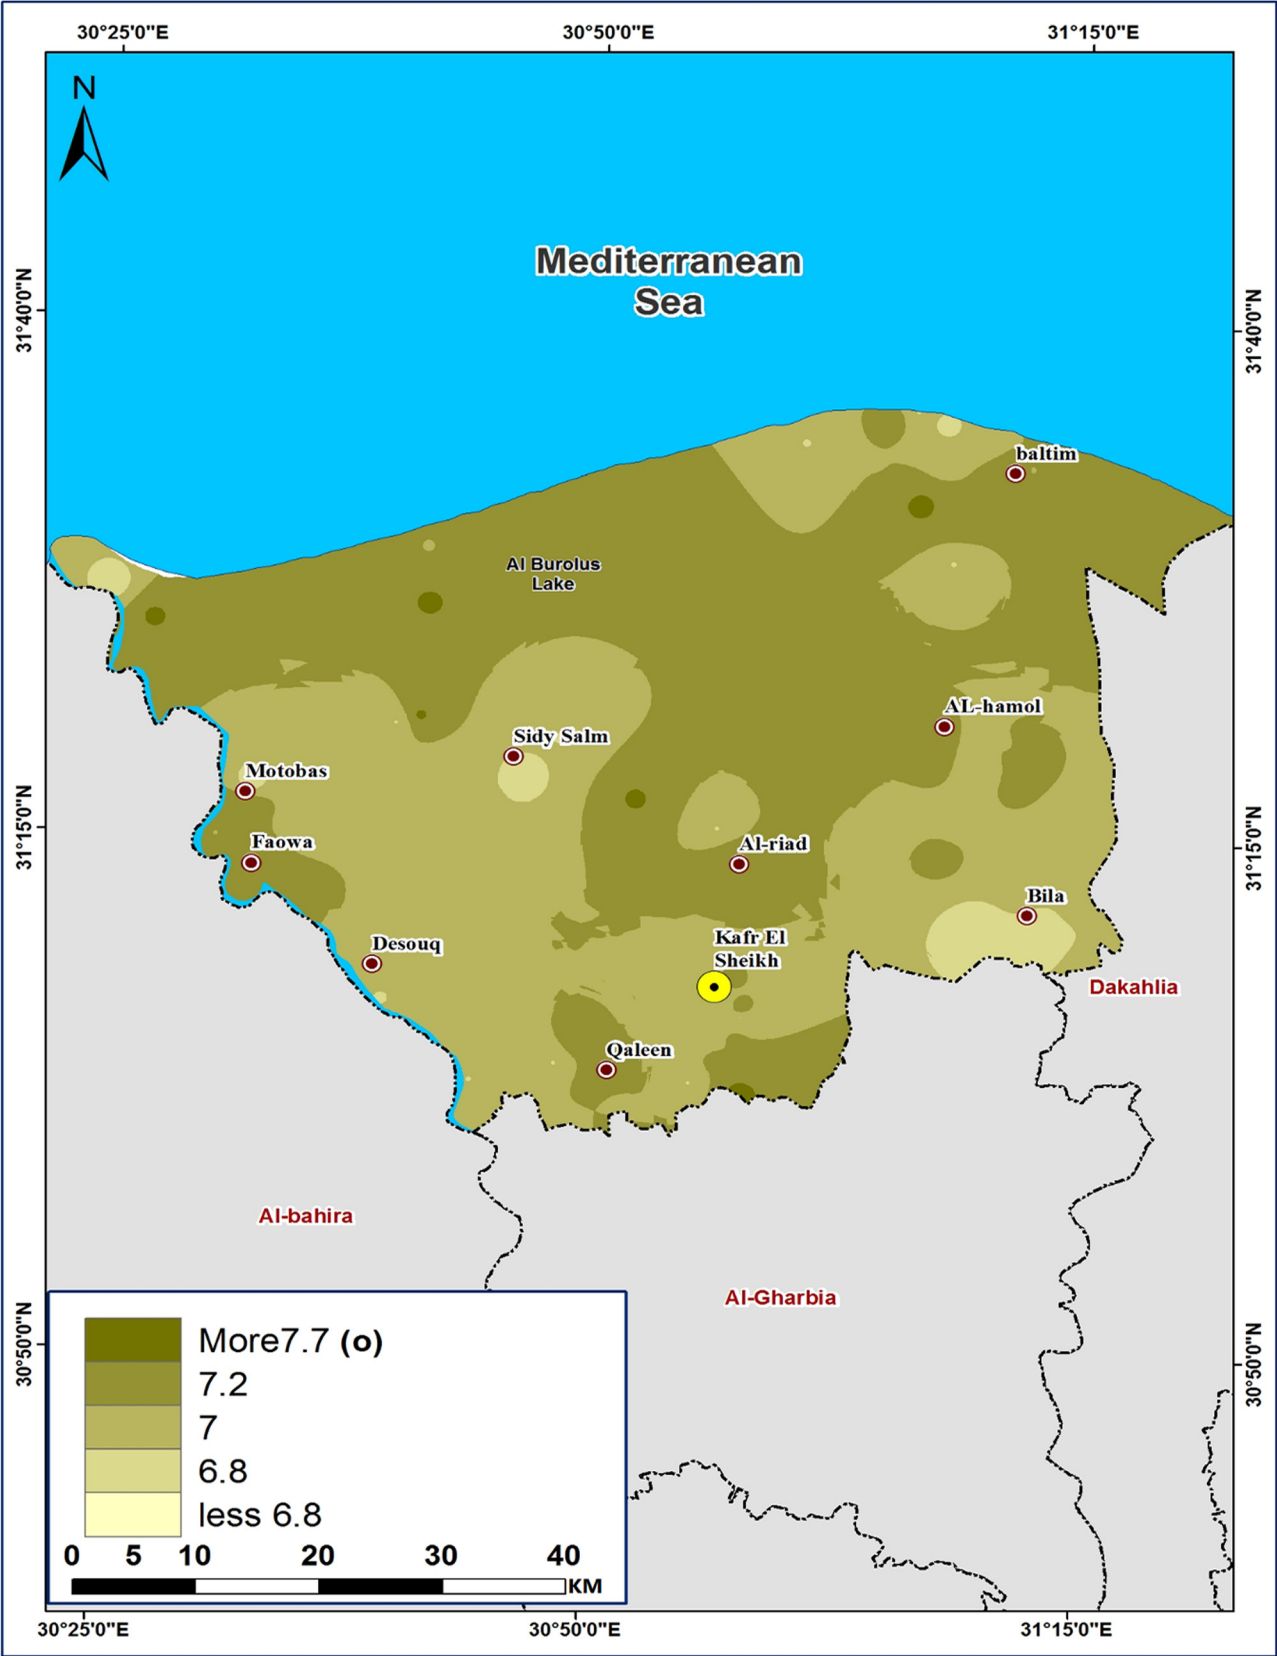 30°25'0"E 30°50'0"E 31°15'0"E
N
Mediterranean
Sea
31°40'0"N 31°40'0"N
baltim
Al Burolus
Lake
AL-hamol
Sidy Salm
Motobas
31°15'0"N 31°15'0"N
Faowa
Al-riad
Bila
Desouq
Kafr El
Sheikh
Dakahlia
Qaleen
Al-bahira
Al-Gharbia
30°50'0"N 30°50'0"N
More7.7 (o)
7.2
7
6.8
less 6.8
0 5 10 20 30 40
KM
30°25'0"E 30°50'0"E 31°15'0"E